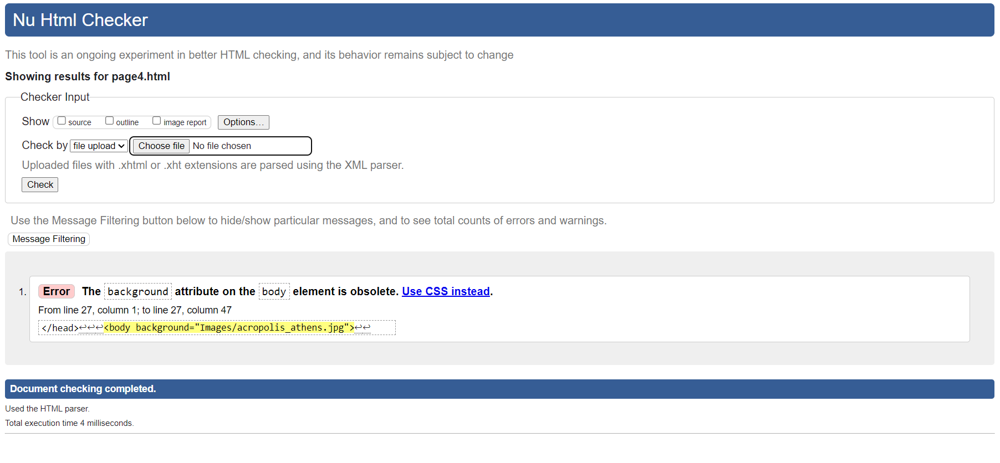 Nu Html Checker
This tool is an ongoing experiment in better HTML checking, and its behavior remains subject to change
Showing results for page4.html
Checker Input
Show source outline image report Options…
Check by file upload Choose file No file chosen
Uploaded files with .xhtml or .xht extensions are parsed using the XML parser.
Check
Use the Message Filtering button below to hide/show particular messages, and to see total counts of errors and warnings.
Message Filtering
1. Error The background attribute on the body element is obsolete. Use CSS instead.
From line 27, column 1; to line 27, column 47
</head>↩↩↩<body background="Images/acropolis_athens.jpg">↩↩
Document checking completed.
Used the HTML parser.
Total execution time 4 milliseconds.